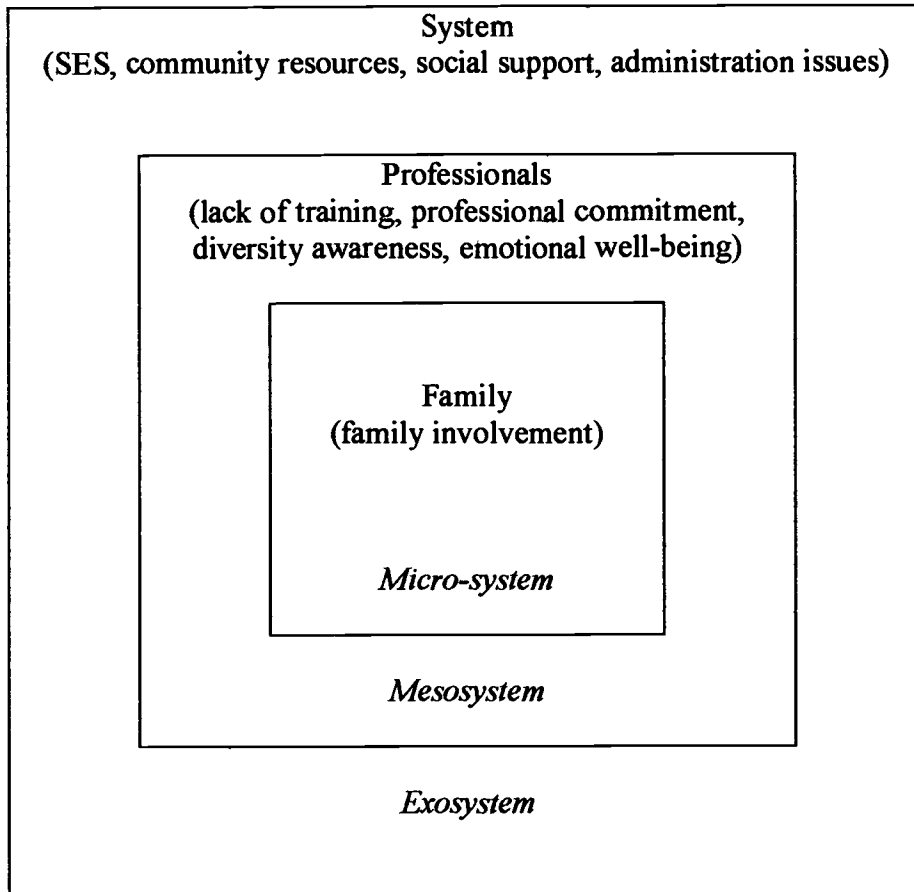 System
(SES, community resources, social support, administration issues)
Professionals
(lack of training, professional commitment,
diversity awareness, emotional well-being)
Family
(family involvement)
Micro-system
Mesosystem
Exosystem